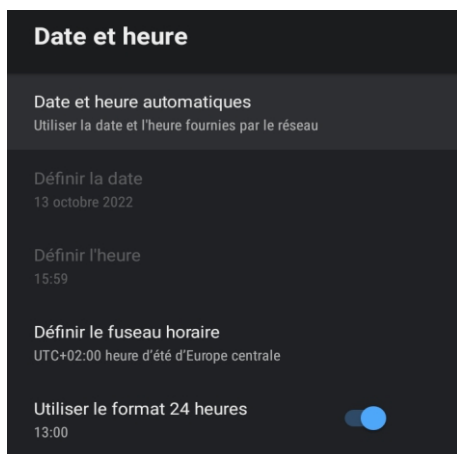 Date et heure
Date et heure automatiques
Utiliser la date et l'heure fournies par le réseau
Définir la date
13 octobre 2022
Définir l'heure
15:59
Définir le fuseau horaire
UTC+02:00 heure d’été d’Europe centrale
Utiliser le format 24 heures
13:00